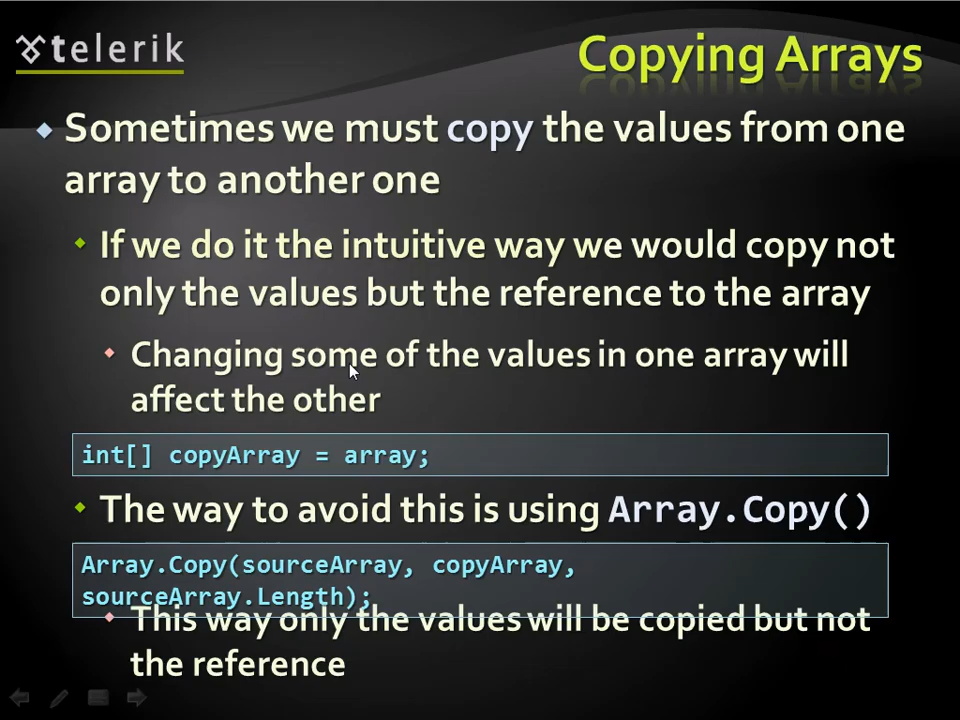 telerik
Copying Arrays
Sometimes we must copy the values from one
array to another one
If we do it the intuitive way we would copy not
only the values but the reference to the array
Changing some of the values in one array will
affect the other
int[] copyArray = array;
The way to avoid this is using Array.Copy()
Array.Copy(sourceArray, copyArray,
sourceArray.Length);
This way only the values will be copied but not
the reference